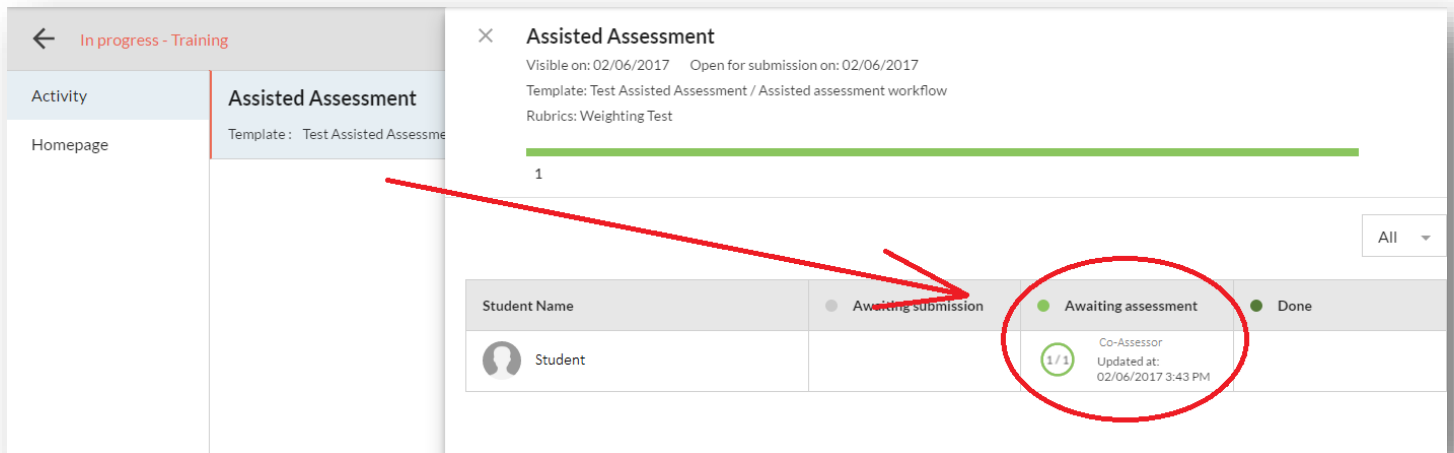 In progress - Training
Activity
Homepage
Assisted Assessment
Template : Test Assisted Assessme
Assisted Assessment
Visible on: 02/06/2017 Open for submission on: 02/06/2017
Template: Test Assisted Assessment / Assisted assessment workflow
Rubrics: Weighting Test
1
All
Student Name Awaiting submission Awaiting assessment Done
Student
1/1
Co-Assessor
Updated at:
02/06/2017 3:43 PM